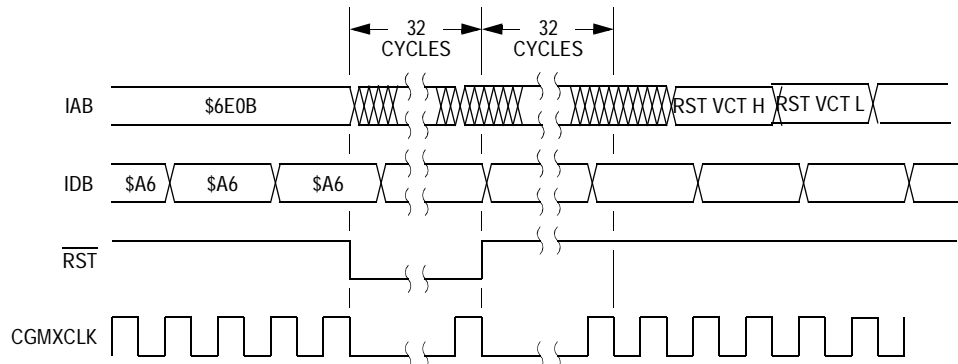 32
CYCLES
32
CYCLES
IAB
$6E0B
RST VCT H
RST VCT L
IDB
$A6
$A6
$A6
RST
CGMXCLK